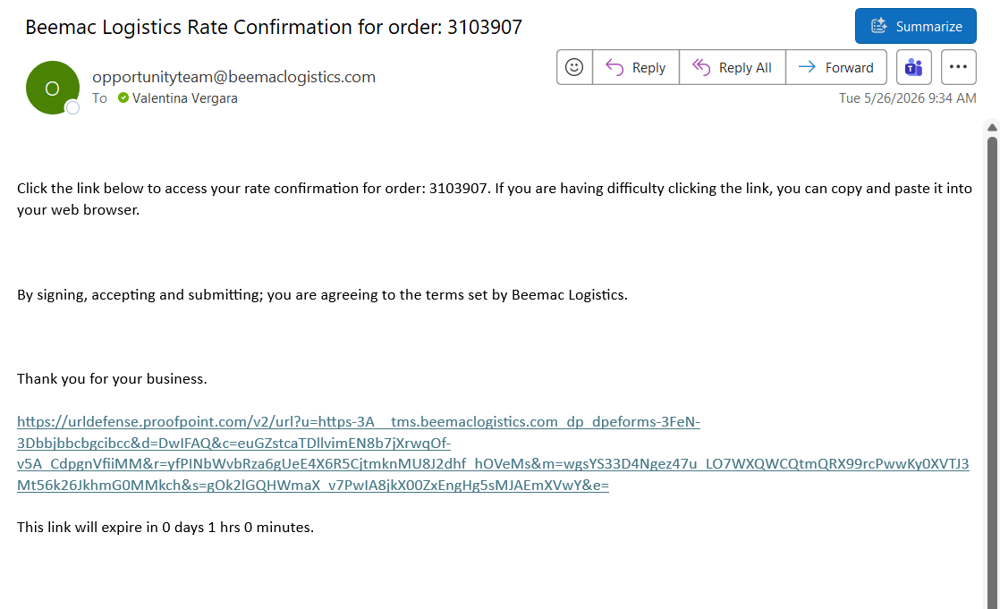 Beemac Logistics Rate Confirmation for order: 3103907
Summarize
O
opportunityteam@beemaclogistics.com
To Valentina Vergara
Reply
Reply All
Forward
Tue 5/26/2026 9:34 AM
Click the link below to access your rate confirmation for order: 3103907. If you are having difficulty clicking the link, you can copy and paste it into
your web browser.
By signing, accepting and submitting; you are agreeing to the terms set by Beemac Logistics.
Thank you for your business.
https://urldefense.proofpoint.com/v2/url?u=https-3A__tms.beemaclogistics.com_dp_dpeforms-3FeN-
3Dbbjbbcbgcibcc&d=DwIFAQ&c=euGZstcaTDllvimEN8b7jXrwqOf-
v5A_CdpgnVfiiMM&r=yfPINbWvbRza6gUeE4X6R5CjtmknMU8J2dhf_hOVeMs&m=wgsYS33D4Ngez47u_LO7WXQWCQtmQRX99rcPwwKy0XVTJ3
Mt56k26JkhmG0MMkch&s=gOk2lGQHWmaX_v7PwIA8jkX00ZxEngHg5sMJAEmXVwY&e=
This link will expire in 0 days 1 hrs 0 minutes.